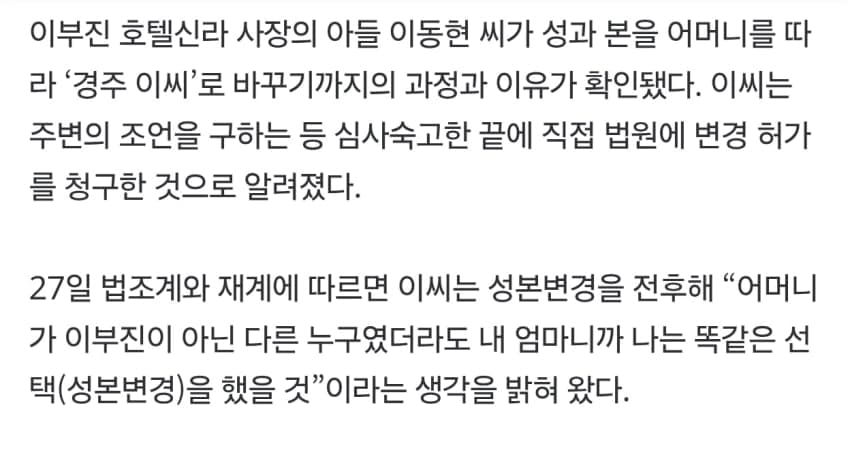 이부진 호텔신라 사장의 아들 이동현 씨가 성과 본을 어머니를 따
라 ‘경주 이씨’로 바꾸기까지의 과정과 이유가 확인됐다. 이씨는
주변의 조언을 구하는 등 심사숙고한 끝에 직접 법원에 변경 허가
를 청구한 것으로 알려졌다.
27일 법조계와 재계에 따르면 이씨는 성본변경을 전후해 “어머니
가 이부진이 아닌 다른 누구였더라도 내 엄마니까 나는 똑같은 선
택(성본변경)을 했을 것”이라는 생각을 밝혀 왔다.